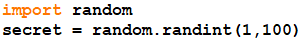 import random
secret = random.randint(1,100)